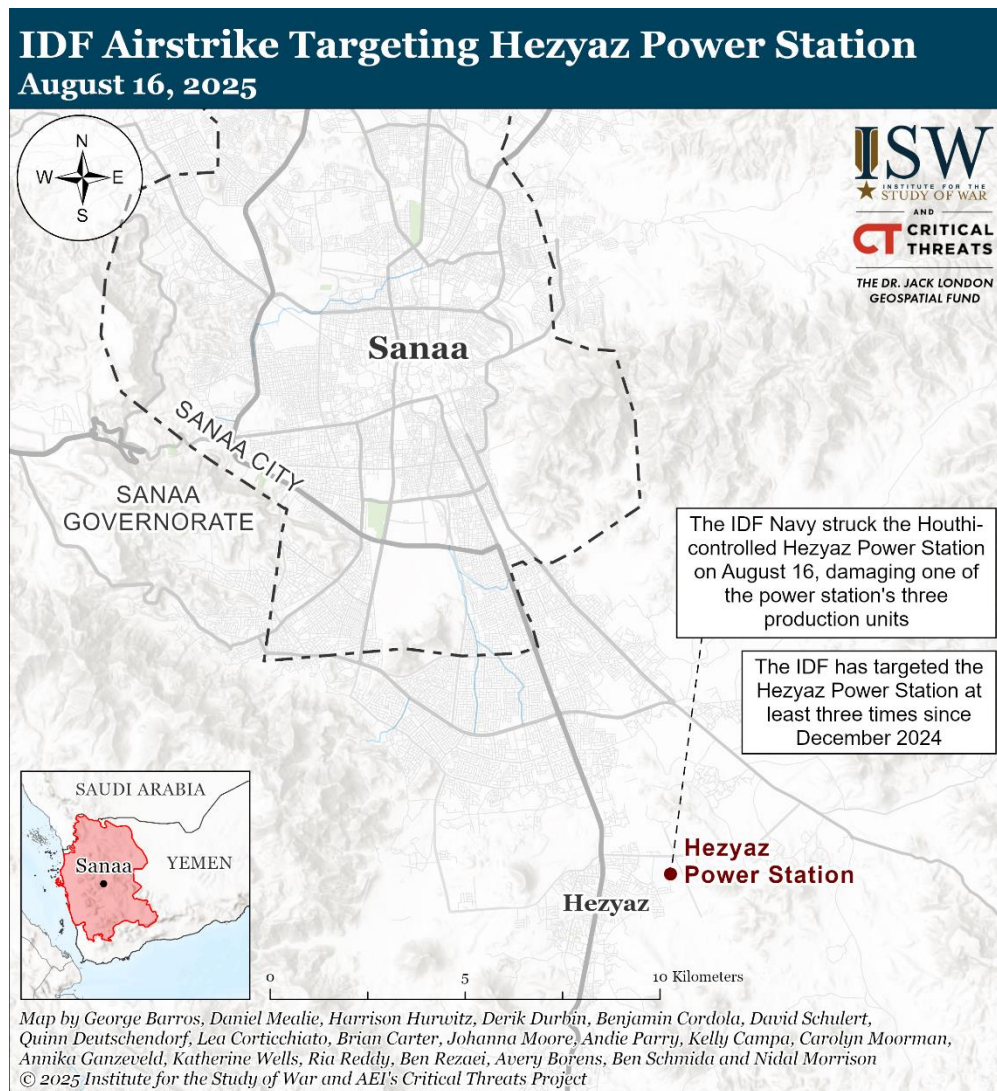 IDF Airstrike Targeting Hezyaz Power Station
August 16, 2025
N
W
E
S
ISW
INSTITUTE FOR THE
STUDY OF WAR
AND
CT CRITICAL
THREATS
THE DR. JACK LONDON
GEOSPATIAL FUND
Sanaa
SANAA CITY
SANAA
GOVERNORATE
The IDF Navy struck the Houthi-
controlled Hezyaz Power Station
on August 16, damaging one of
the power station's three
production units
The IDF has targeted the
Hezyaz Power Station at
least three times since
December 2024
Hezyaz
Power Station
Hezyaz
SAUDI ARABIA
YEMEN
Sanaa
0 5 10 Kilometers
Map by George Barros, Daniel Mealie, Harrison Hurwitz, Derik Durbin, Benjamin Cordola, David Schulert,
Quinn Deutschendorf, Lea Corticchiato, Brian Carter, Johanna Moore, Andie Parry, Kelly Campa, Carolyn Moorman,
Annika Ganzeveld, Katherine Wells, Ria Reddy, Ben Rezaei, Avery Borens, Ben Schmida and Nidal Morrison
© 2025 Institute for the Study of War and AEI's Critical Threats Project